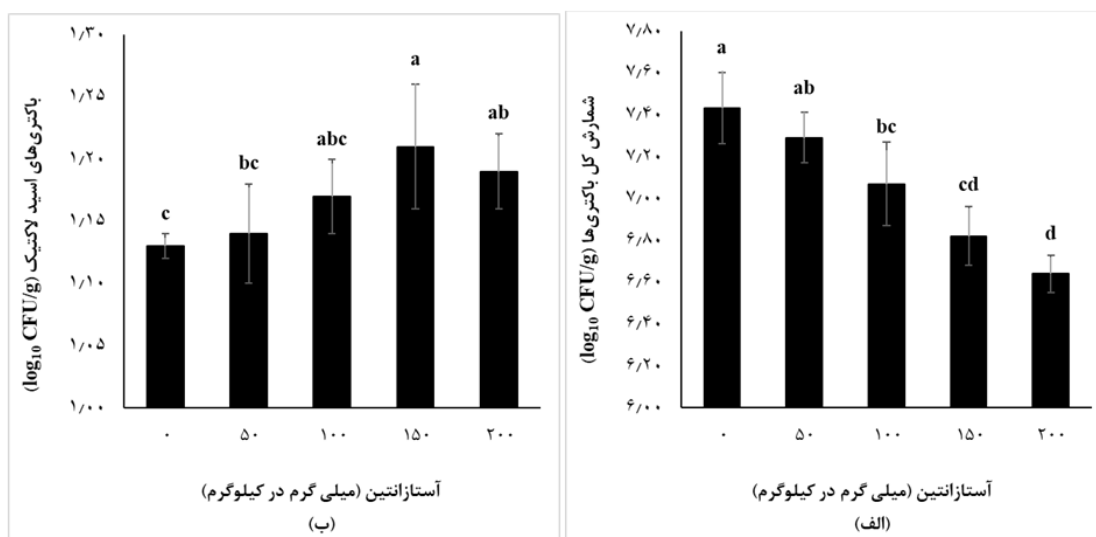 شمارش کل باکتری‌ها (log₁₀ CFU/g)
۷٫۸۰
۷٫۶۰
۷٫۴۰
۷٫۲۰
۷٫۰۰
۶٫۸۰
۶٫۶۰
۶٫۴۰
۶٫۲۰
۶٫۰۰
a
ab
bc
cd
d
۰ ۵۰ ۱۰۰ ۱۵۰ ۲۰۰
آستازانتین (میلی گرم در کیلوگرم)
(الف)
باکتری‌های اسید لاکتیک (log₁₀ CFU/g)
۱٫۳۰
۱٫۲۵
۱٫۲۰
۱٫۱۵
۱٫۱۰
۱٫۰۵
۱٫۰۰
c
bc
abc
a
ab
۰ ۵۰ ۱۰۰ ۱۵۰ ۲۰۰
آستازانتین (میلی گرم در کیلوگرم)
(ب)